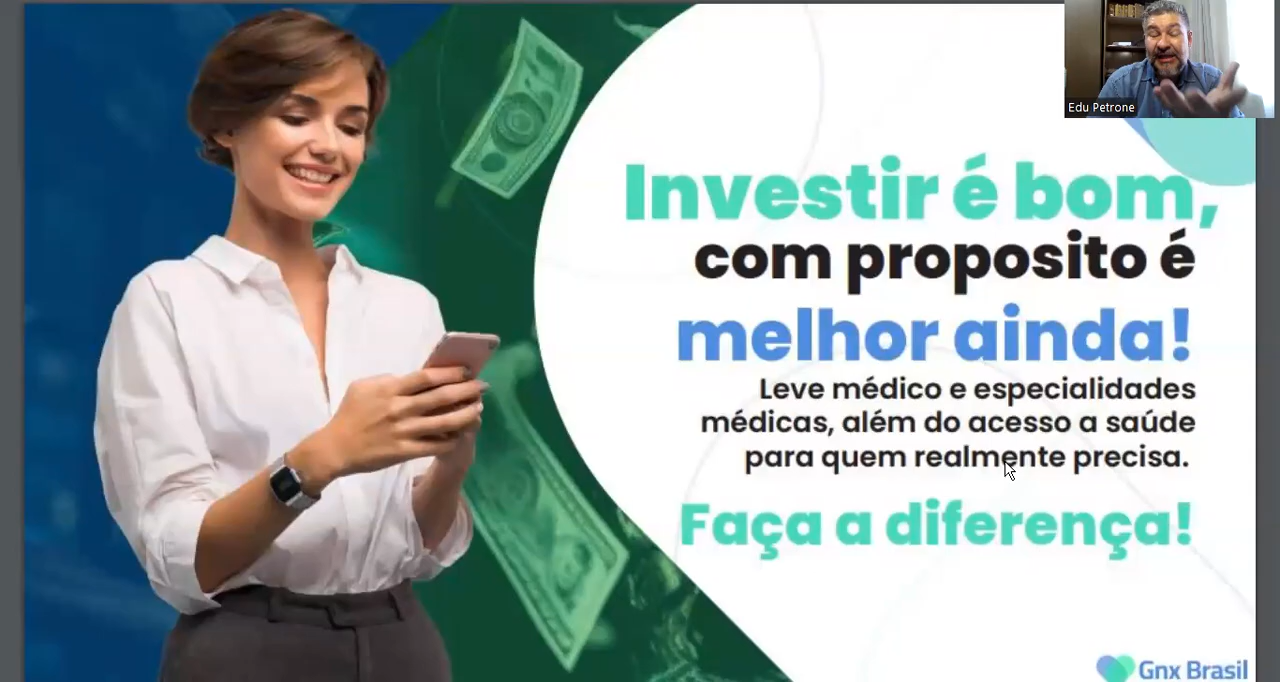 Edu Petrone
Investir é bom,
com proposito é
melhor ainda!
Leve médico e especialidades
médicas, além do acesso a saúde
para quem realmente precisa.
Faça a diferença!
Gnx Brasil